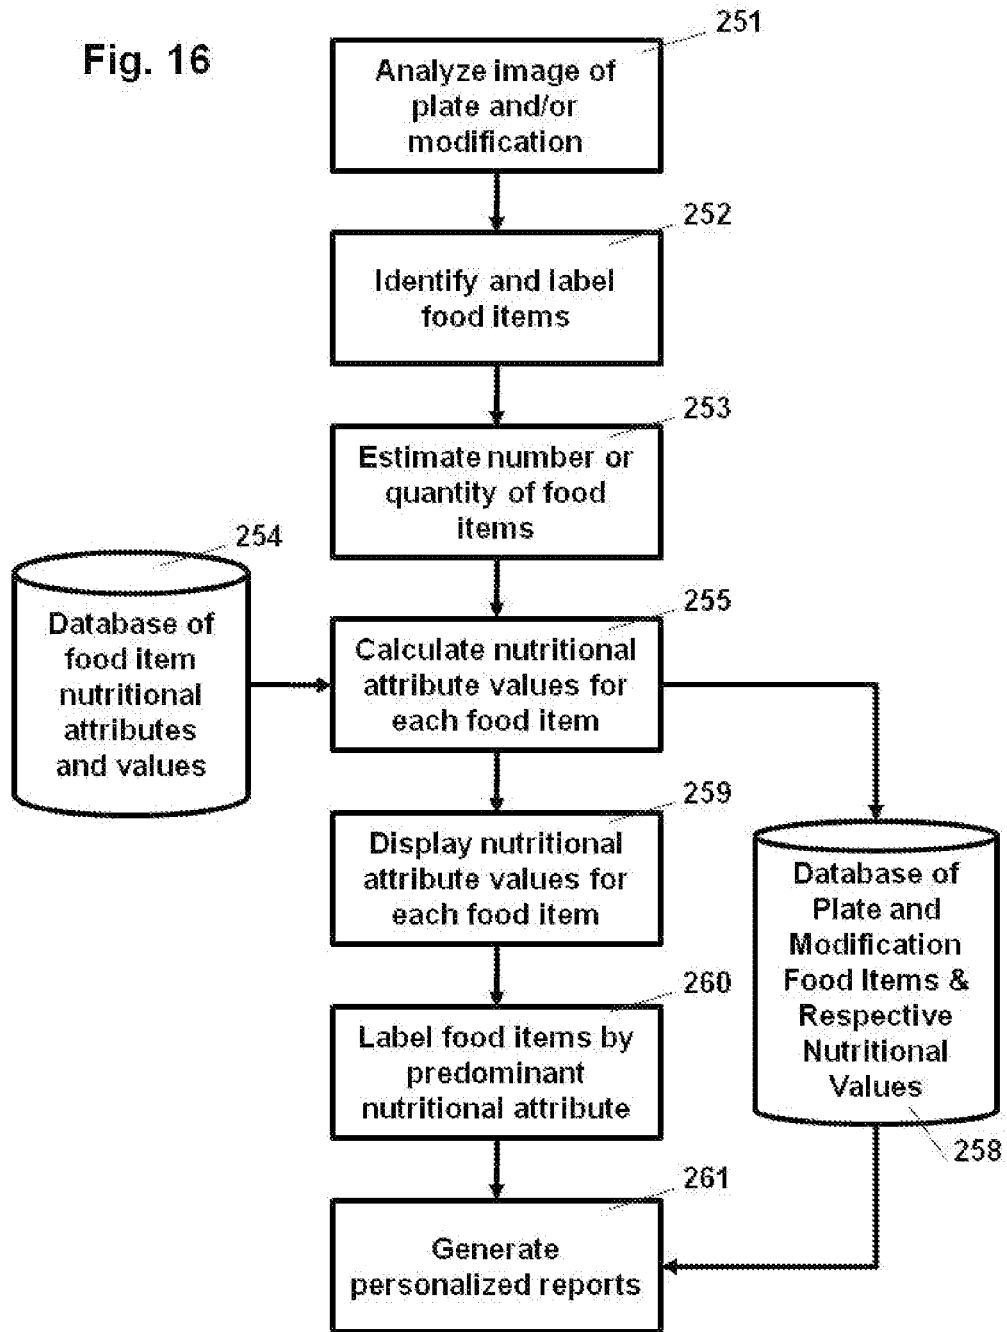 Fig. 16
251
Analyze image of
plate and/or
modification
252
Identify and label
food items
253
Estimate number or
quantity of food
items
254
Database of
food item
nutritional
attributes
and values
255
Calculate nutritional
attribute values for
each food item
259
Display nutritional
attribute values for
each food item
Database of
Plate and
Modification
Food Items &
Respective
Nutritional
Values
258
260
Label food items by
predominant
nutritional attribute
261
Generate
personalized reports